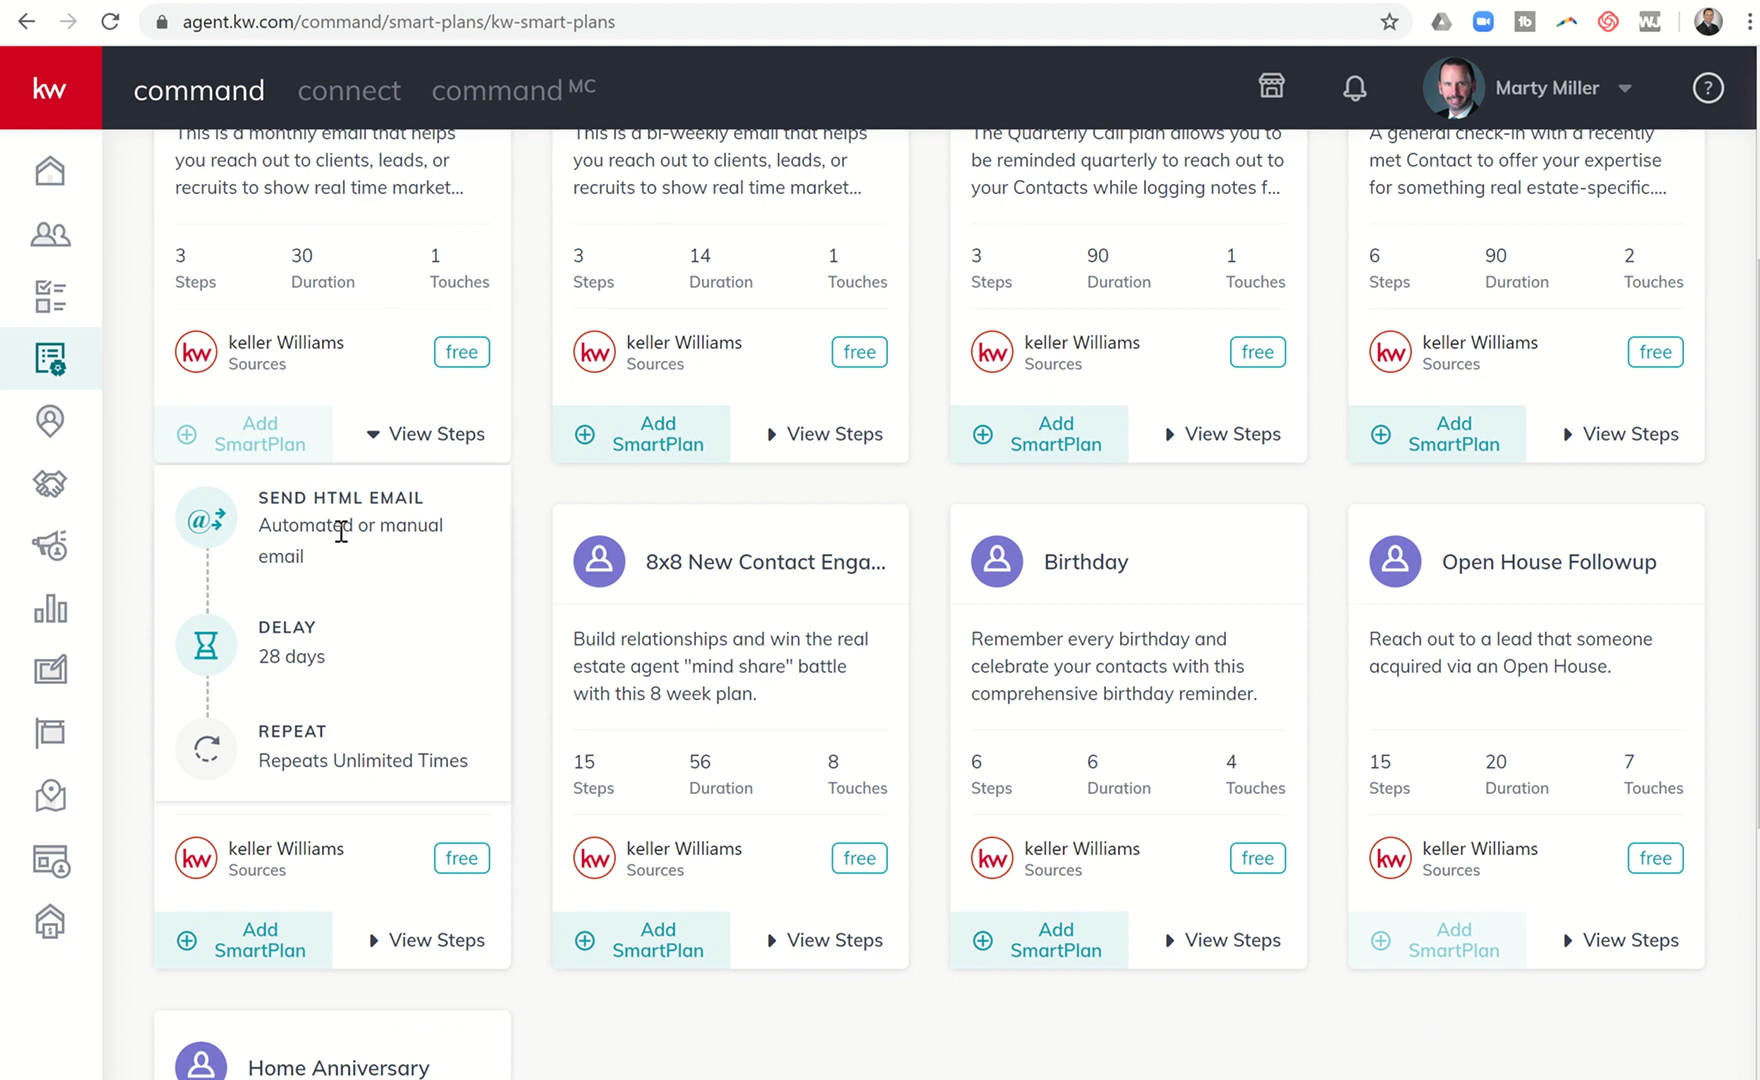 agent.kw.com/command/smart-plans/kw-smart-plans
kw
command
connect
command MC
Marty Miller
?
This is a monthly email that helps
you reach out to clients, leads, or
recruits to show real time market...
3
30
1
Steps
Duration
Touches
kw
keller Williams
Sources
free
Add
SmartPlan
View Steps
This is a bi-weekly email that helps
you reach out to clients, leads, or
recruits to show real time market...
3
14
1
Steps
Duration
Touches
kw
keller Williams
Sources
free
Add
SmartPlan
View Steps
The Quarterly Call plan allows you to
be reminded quarterly to reach out to
your Contacts while logging notes f...
3
90
1
Steps
Duration
Touches
kw
keller Williams
Sources
free
Add
SmartPlan
View Steps
A general check-in with a recently
met Contact to offer your expertise
for something real estate-specific....
6
90
2
Steps
Duration
Touches
kw
keller Williams
Sources
free
Add
SmartPlan
View Steps
SEND HTML EMAIL
Automated or manual
email
DELAY
28 days
REPEAT
Repeats Unlimited Times
kw
keller Williams
Sources
free
Add
SmartPlan
View Steps
8x8 New Contact Enga...
Build relationships and win the real
estate agent "mind share" battle
with this 8 week plan.
15
56
8
Steps
Duration
Touches
kw
keller Williams
Sources
free
Add
SmartPlan
View Steps
Birthday
Remember every birthday and
celebrate your contacts with this
comprehensive birthday reminder.
6
6
4
Steps
Duration
Touches
kw
keller Williams
Sources
free
Add
SmartPlan
View Steps
Open House Followup
Reach out to a lead that someone
acquired via an Open House.
15
20
7
Steps
Duration
Touches
kw
keller Williams
Sources
free
Add
SmartPlan
View Steps
Home Anniversary